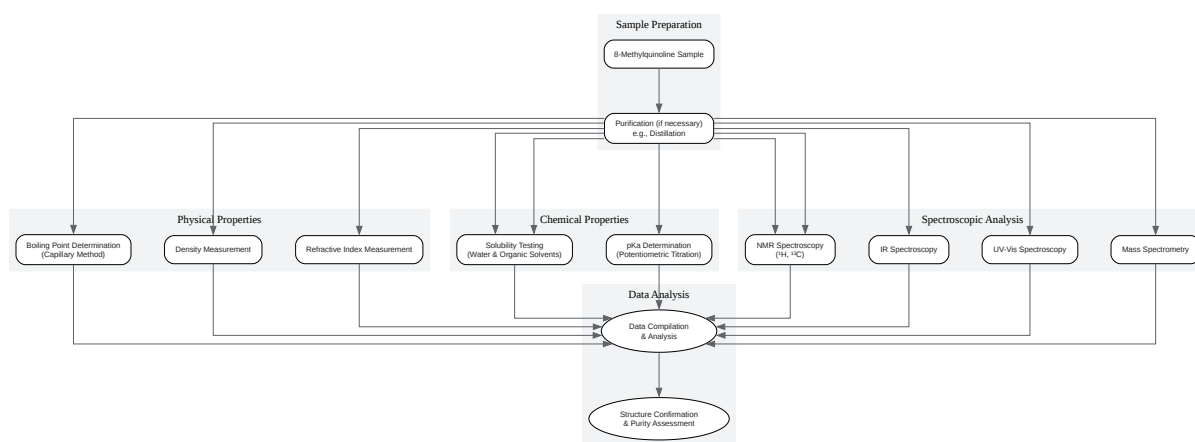 Sample Preparation
8-Methylquinoline Sample
Purification (if necessary)
e.g., Distillation
Physical Properties
Chemical Properties
Spectroscopic Analysis
Boiling Point Determination
(Capillary Method)
Density Measurement
Refractive Index Measurement
Solubility Testing
(Water & Organic Solvents)
pKa Determination
(Potentiometric Titration)
NMR Spectroscopy
(¹H, ¹³C)
IR Spectroscopy
UV-Vis Spectroscopy
Mass Spectrometry
Data Analysis
Data Compilation
& Analysis
Structure Confirmation
& Purity Assessment